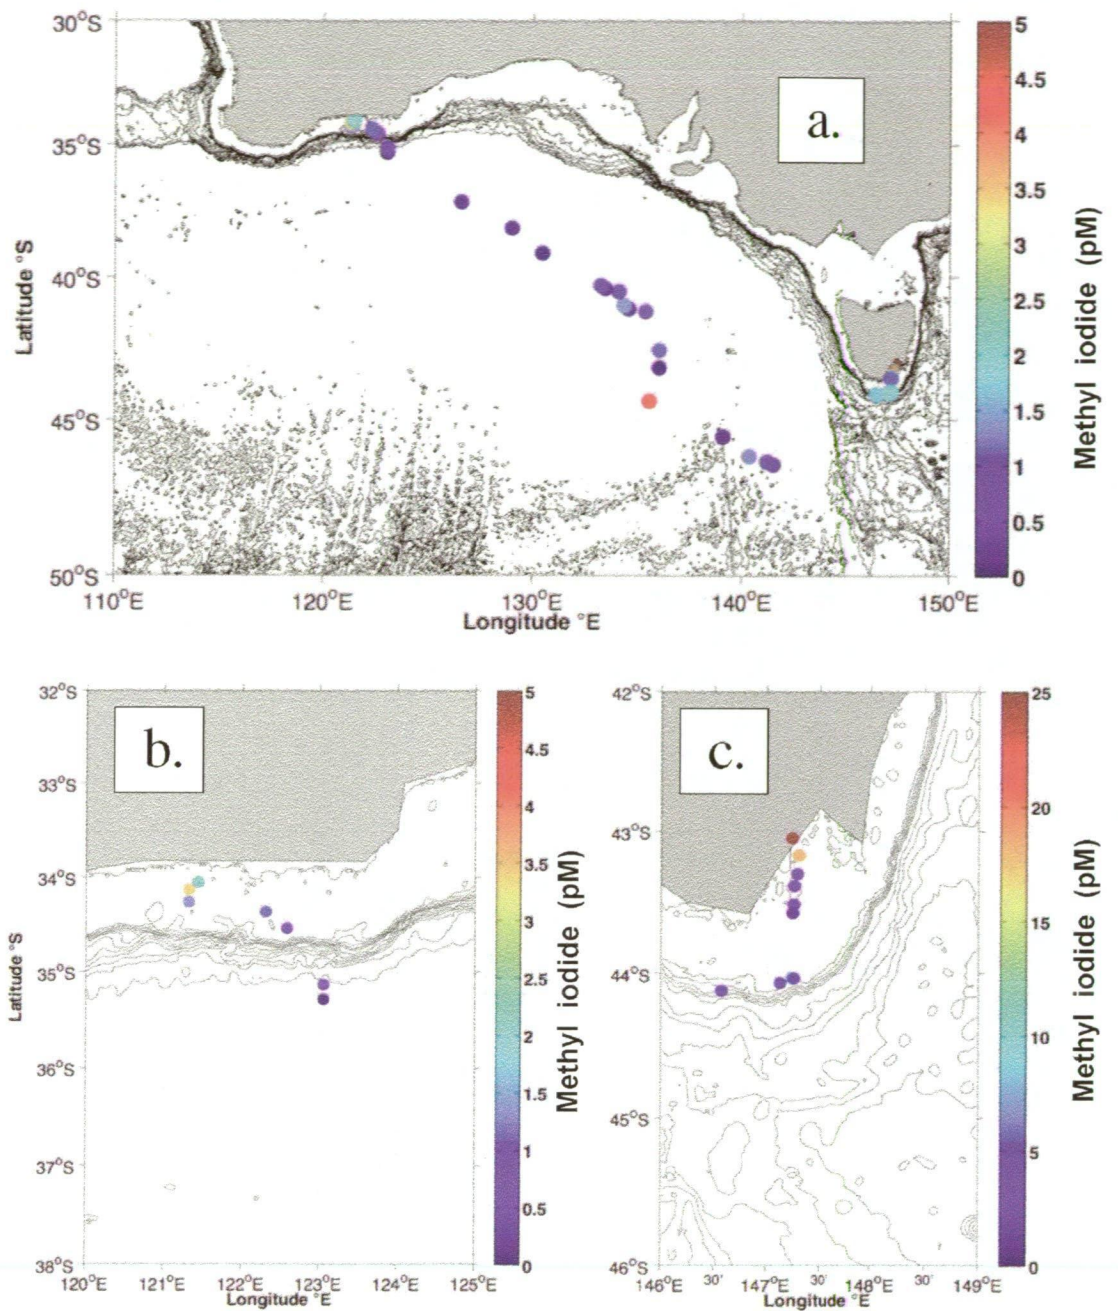 a.
30°S
35°S
40°S
45°S
50°S
Latitude °S
110°E 120°E 130°E 140°E 150°E
Longitude °E
5
4.5
4
3.5
3
2.5
2
1.5
1
0.5
0
Methyl iodide (pM)
b.
32°S
33°S
34°S
35°S
36°S
37°S
38°S
Latitude °S
120°E 121°E 122°E 123°E 124°E 125°E
Longitude °E
5
4.5
4
3.5
3
2.5
2
1.5
1
0.5
0
Methyl iodide (pM)
c.
42°S
43°S
44°S
45°S
46°S
146°E 30' 147°E 30' 148°E 30' 149°E
Longitude °E
25
20
15
10
5
0
Methyl iodide (pM)